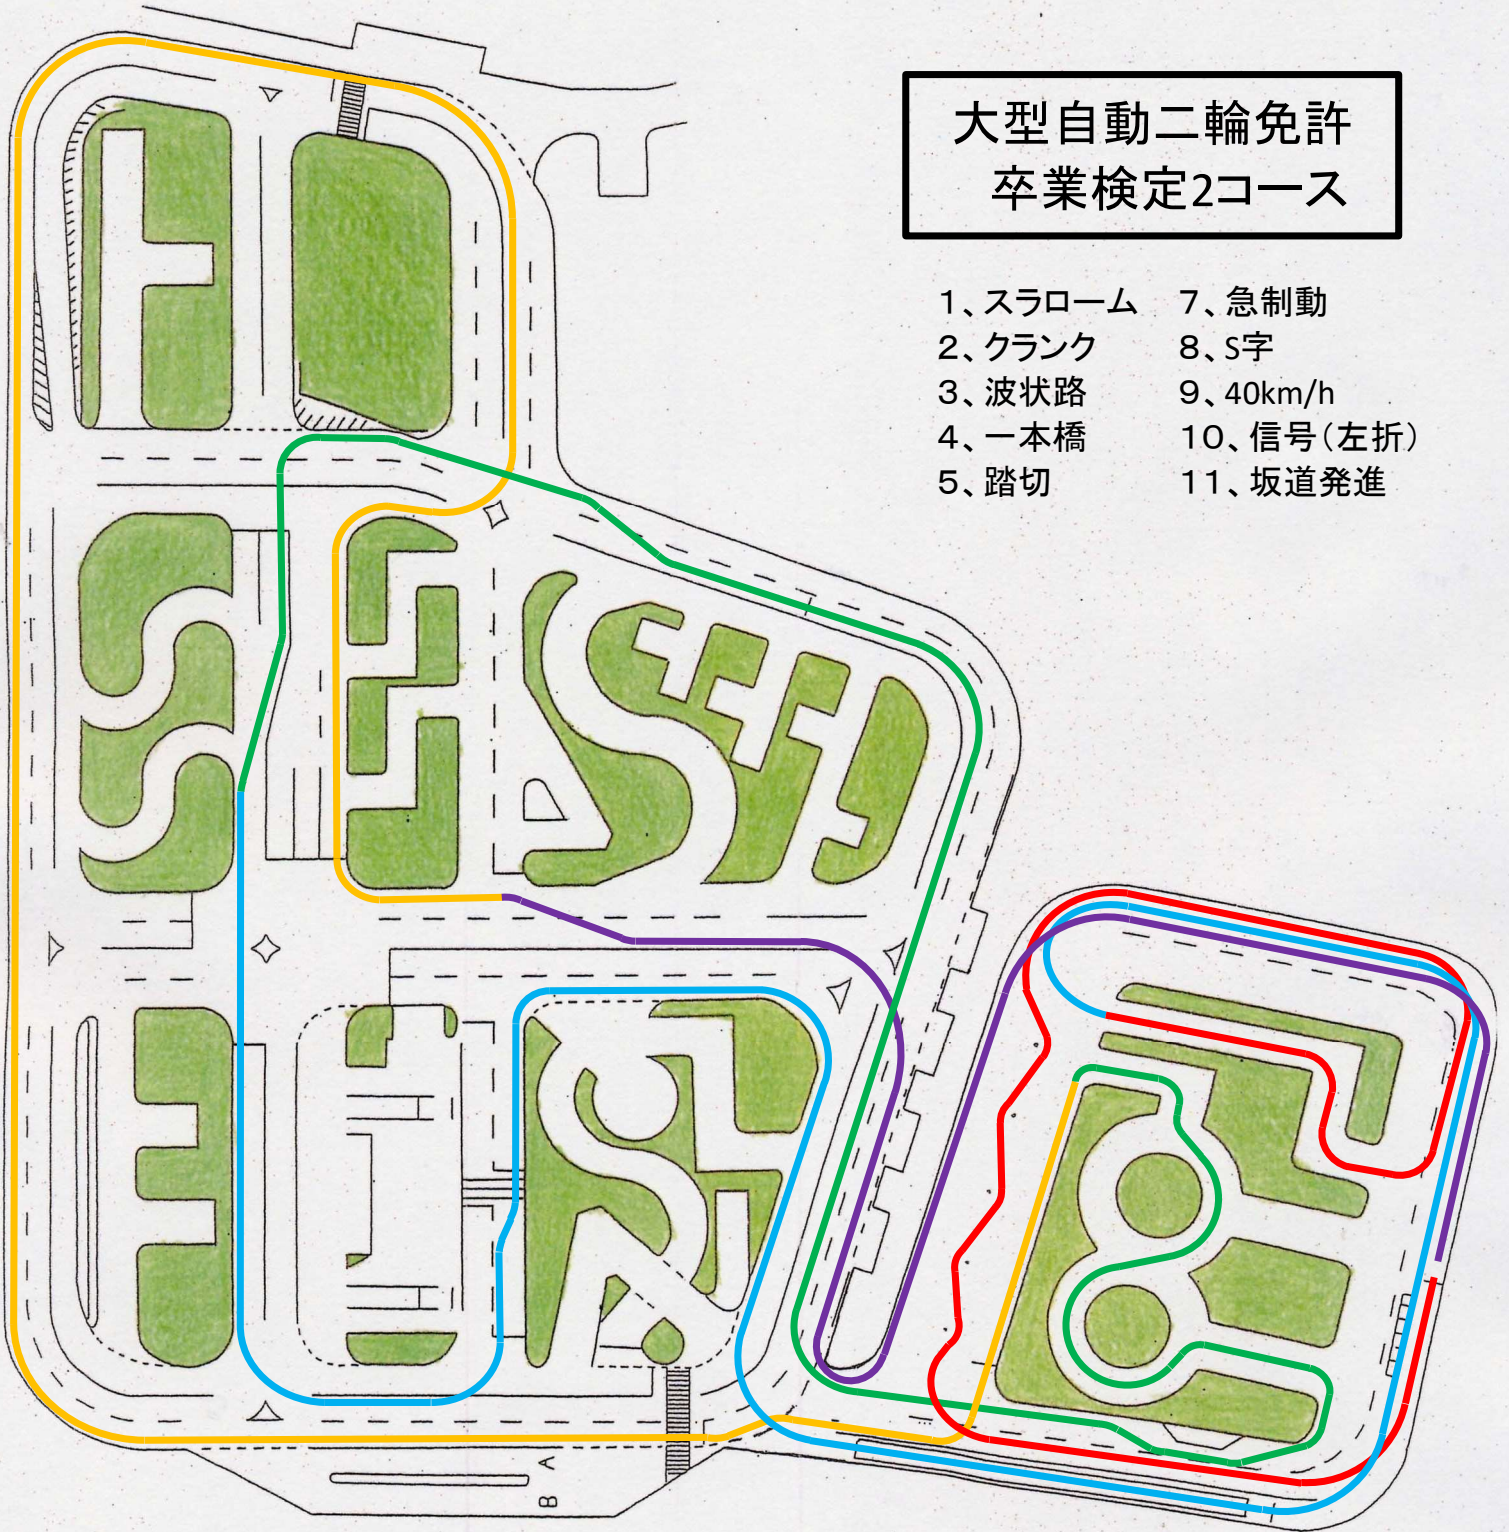 大型自動二輪免許
卒業検定2コース
1、スラローム
2、クランク
3、波状路
4、一本橋
5、踏切
7、急制動
8、S字
9、40km/h
10、信号（左折）
11、坂道発進
A
B